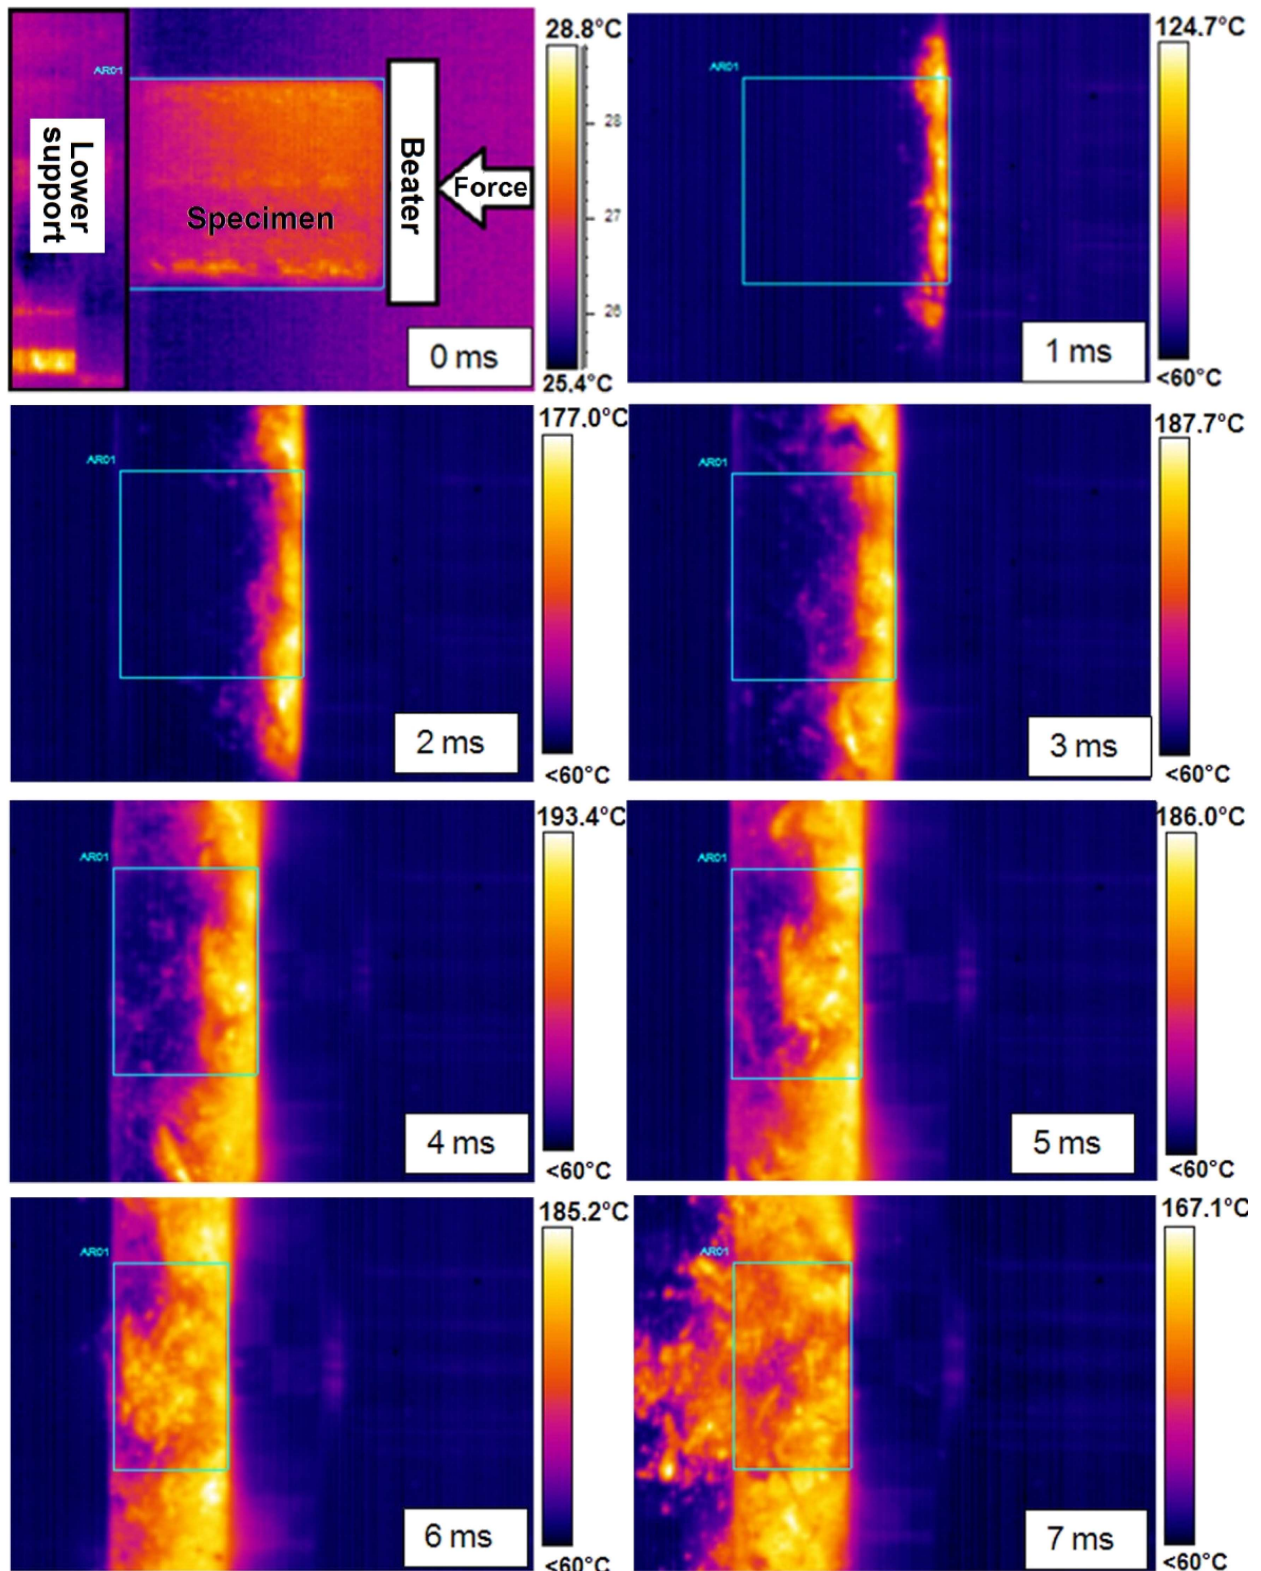 28.8°C
AR01
28
27
26
25.4°C
Lower
support
Specimen
Beater
Force
0 ms
124.7°C
AR01
1 ms
<60°C
177.0°C
AR01
2 ms
<60°C
187.7°C
AR01
3 ms
<60°C
193.4°C
AR01
4 ms
<60°C
186.0°C
AR01
5 ms
<60°C
185.2°C
AR01
6 ms
<60°C
167.1°C
AR01
7 ms
<60°C